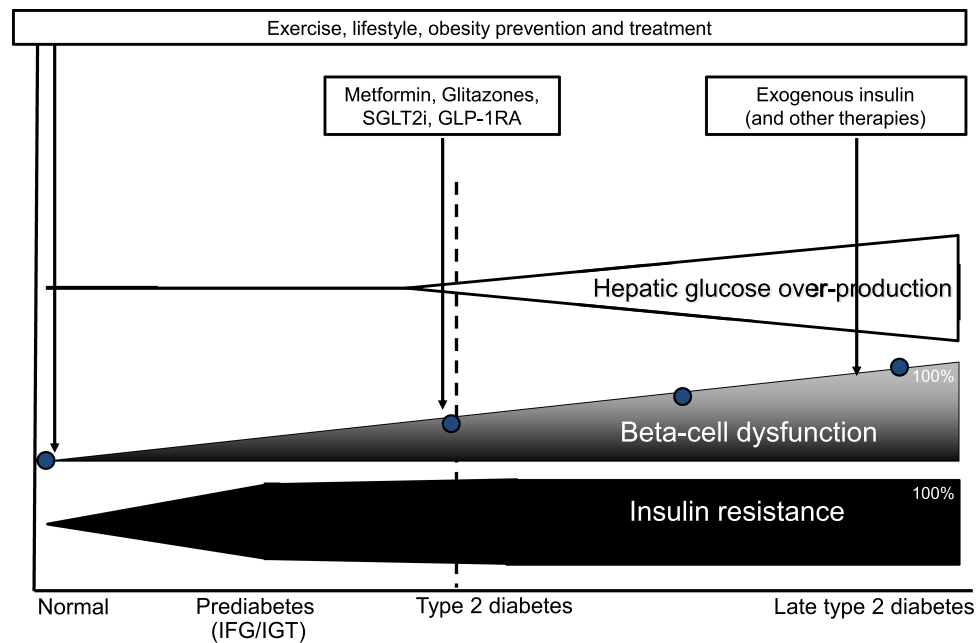 Exercise, lifestyle, obesity prevention and treatment
Metformin, Glitazones,
SGLT2i, GLP-1RA
Exogenous insulin
(and other therapies)
Hepatic glucose over-production
100%
Beta-cell dysfunction
100%
Insulin resistance
Normal
Prediabetes
(IFG/IGT)
Type 2 diabetes
Late type 2 diabetes